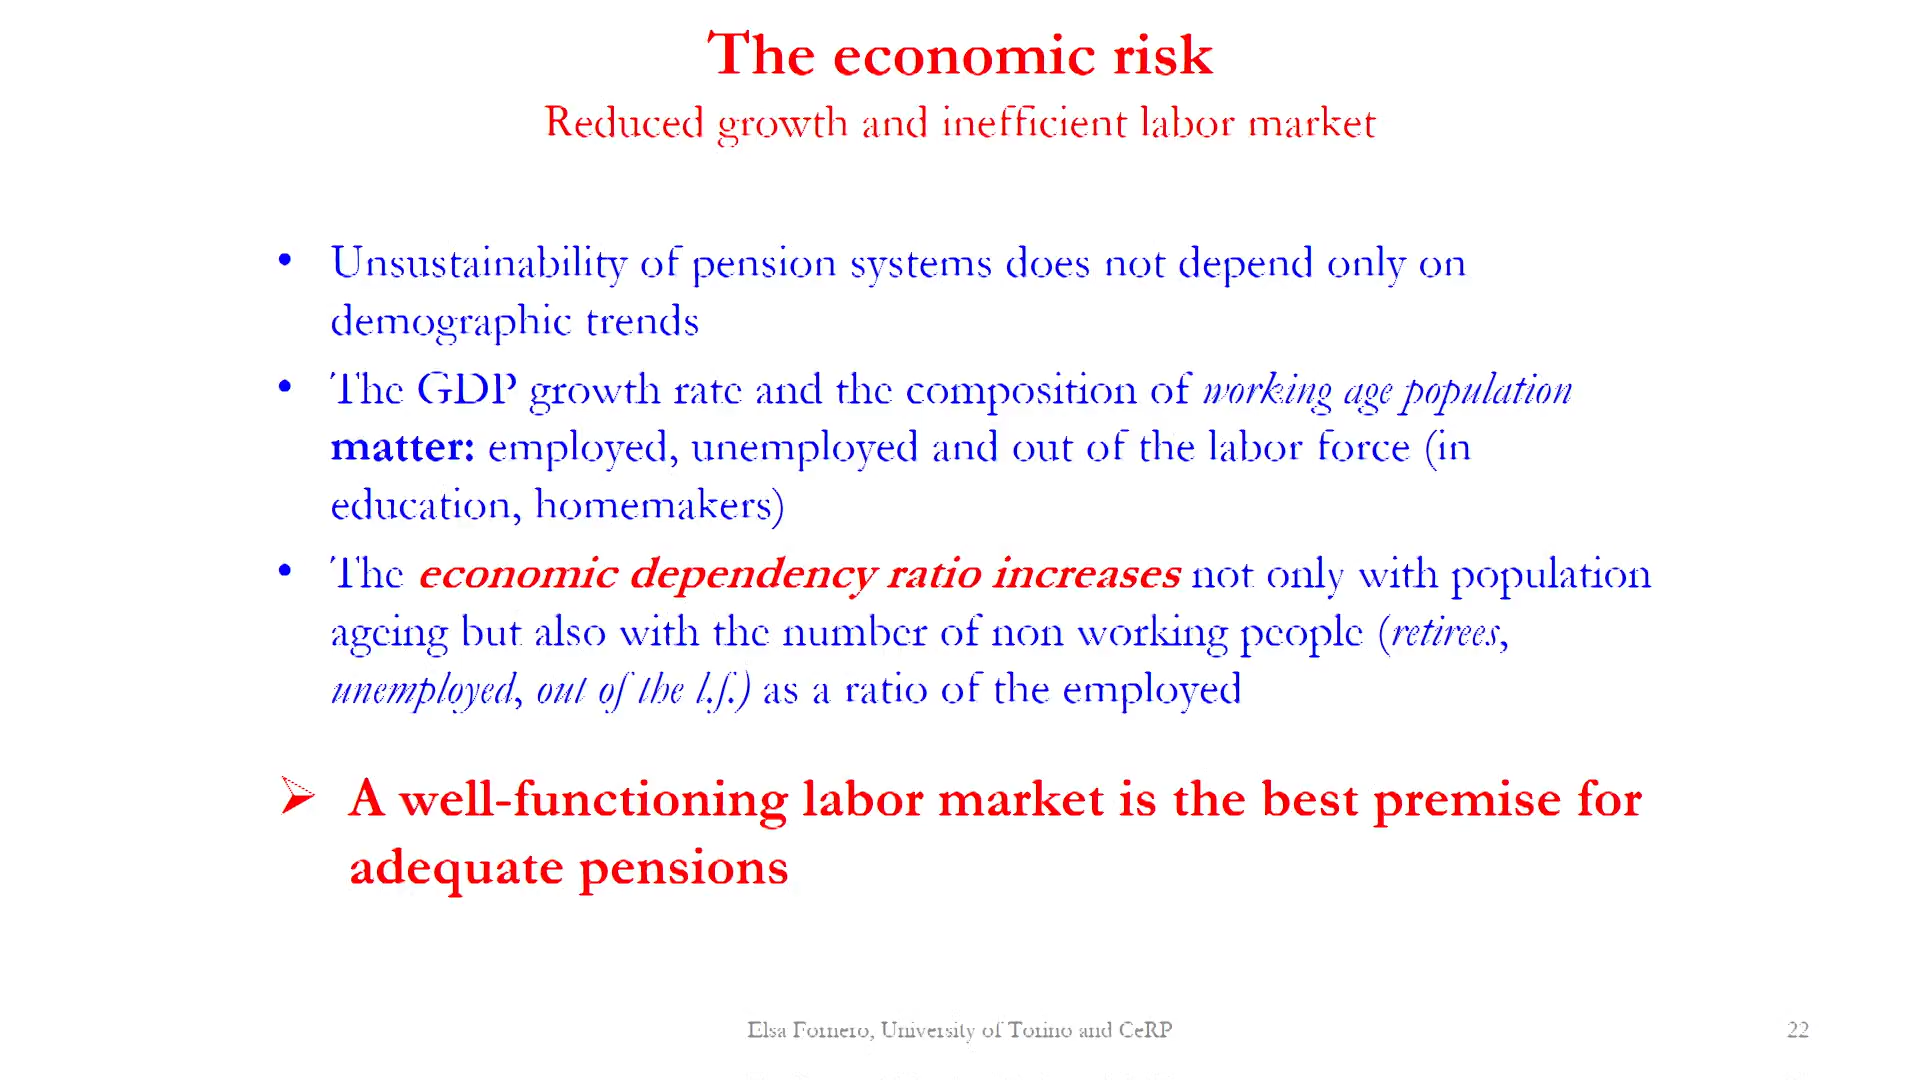 The economic risk
Reduced growth and inefficient labor market
• Unsustainability of pension systems does not depend only on
demographic trends
• The GDP growth rate and the composition of working age population
matter: employed, unemployed and out of the labor force (in
education, homemakers)
• The economic dependency ratio increases not only with population
ageing but also with the number of non working people (retirees,
unemployed, out of the l.f.) as a ratio of the employed
➢ A well-functioning labor market is the best premise for
adequate pensions
Elsa Fornero, University of Torino and CeRP
22